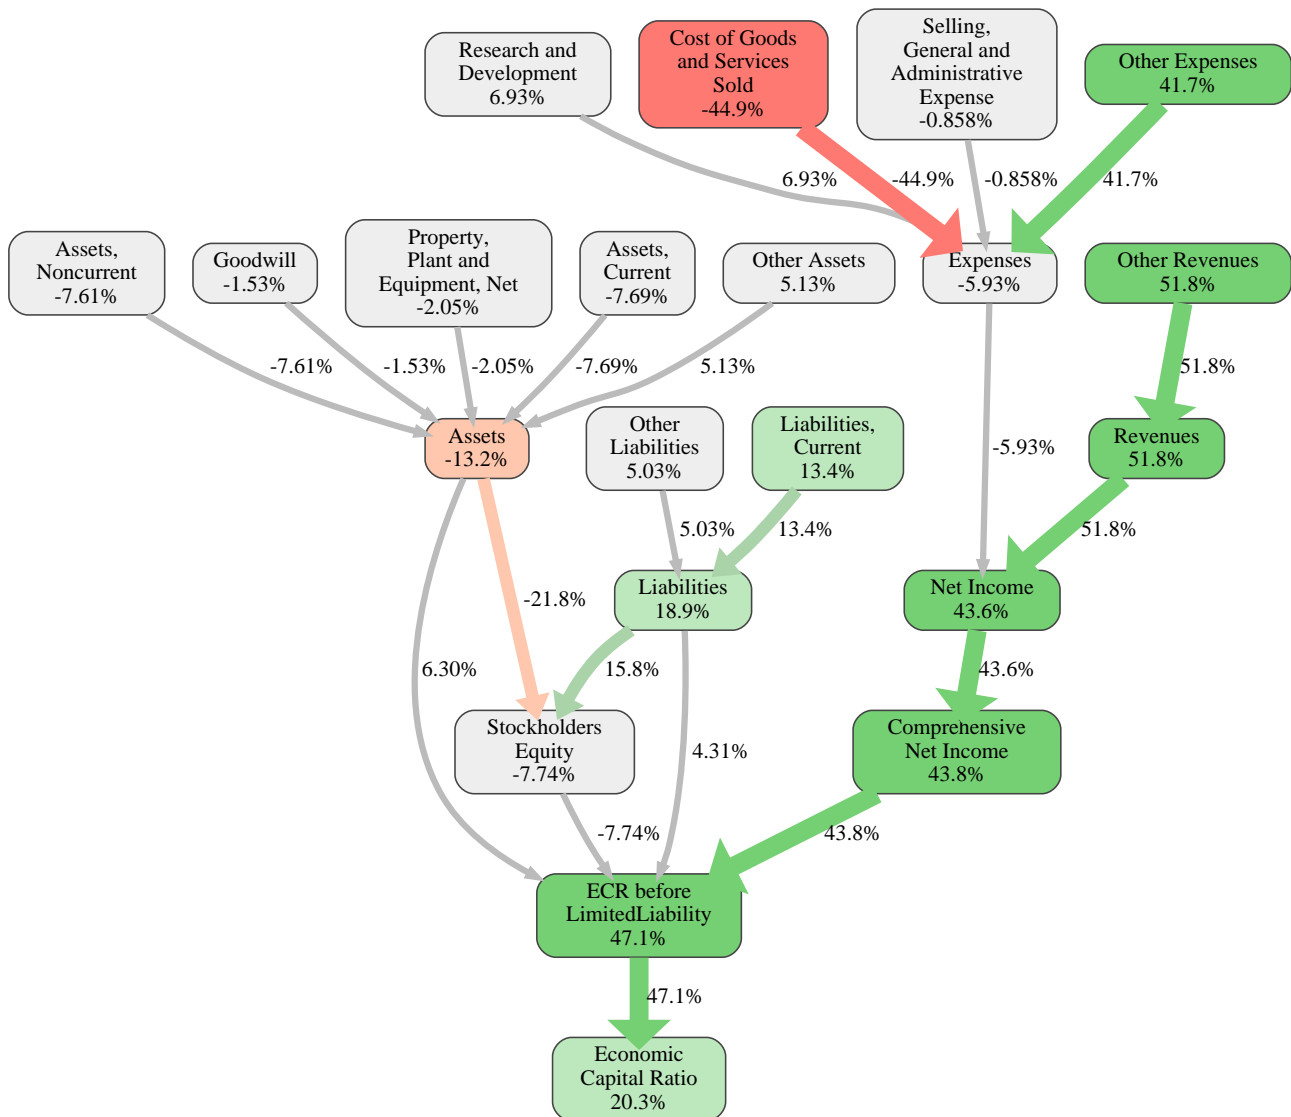 Research and
Development
6.93%
Cost of Goods
and Services
Sold
-44.9%
Selling,
General and
Administrative
Expense
-0.858%
Other Expenses
41.7%
6.93%
-44.9%
-0.858%
41.7%
Assets,
Noncurrent
-7.61%
Goodwill
-1.53%
Property,
Plant and
Equipment, Net
-2.05%
Assets,
Current
-7.69%
Other Assets
5.13%
Expenses
-5.93%
Other Revenues
51.8%
-7.61%
-1.53%
-2.05%
-7.69%
5.13%
-5.93%
51.8%
Assets
-13.2%
Other
Liabilities
5.03%
Liabilities,
Current
13.4%
Revenues
51.8%
5.03%
13.4%
51.8%
-21.8%
Liabilities
18.9%
Net Income
43.6%
6.30%
15.8%
4.31%
43.6%
Stockholders
Equity
-7.74%
Comprehensive
Net Income
43.8%
-7.74%
43.8%
ECR before
LimitedLiability
47.1%
47.1%
Economic
Capital Ratio
20.3%